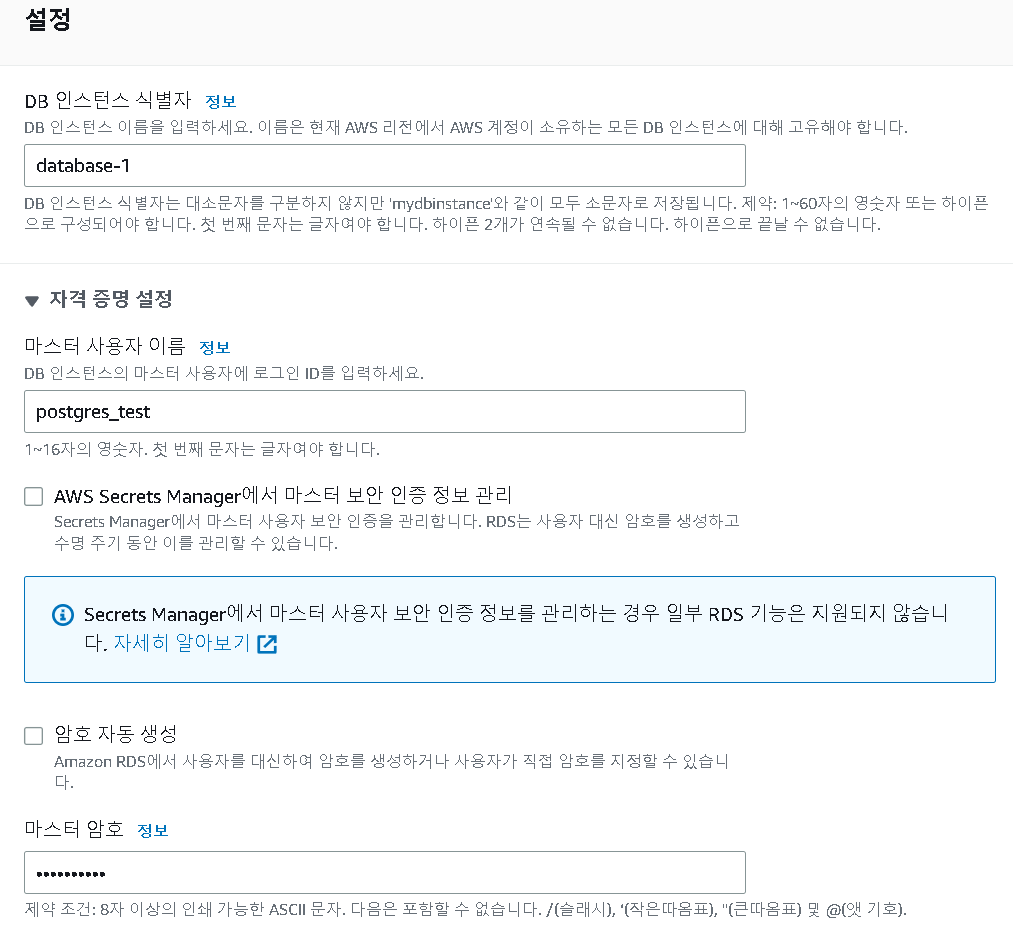 설정
DB 인스턴스 식별자 정보
DB 인스턴스 이름을 입력하세요. 이름은 현재 AWS 리전에서 AWS 계정이 소유하는 모든 DB 인스턴스에 대해 고유해야 합니다.
database-1
DB 인스턴스 식별자는 대소문자를 구분하지 않지만 'mydbinstance'와 같이 모두 소문자로 저장됩니다. 제약: 1~60자의 영숫자 또는 하이픈
으로 구성되어야 합니다. 첫 번째 문자는 글자여야 합니다. 하이픈 2개가 연속될 수 없습니다. 하이픈으로 끝날 수 없습니다.
자격 증명 설정
마스터 사용자 이름 정보
DB 인스턴스의 마스터 사용자에 로그인 ID를 입력하세요.
postgres_test
1~16자의 영숫자. 첫 번째 문자는 글자여야 합니다.
AWS Secrets Manager에서 마스터 보안 인증 정보 관리
Secrets Manager에서 마스터 사용자 보안 인증을 관리합니다. RDS는 사용자 대신 암호를 생성하고
수명 주기 동안 이를 관리할 수 있습니다.
Secrets Manager에서 마스터 사용자 보안 인증 정보를 관리하는 경우 일부 RDS 기능은 지원되지 않습니
다. 자세히 알아보기
암호 자동 생성
Amazon RDS에서 사용자를 대신하여 암호를 생성하거나 사용자가 직접 암호를 지정할 수 있습니
다.
마스터 암호 정보
••••••••••
제약 조건: 8자 이상의 인쇄 가능한 ASCII 문자. 다음은 포함할 수 없습니다. /(슬래시), '(작은따옴표), "(큰따옴표) 및 @(앳 기호).